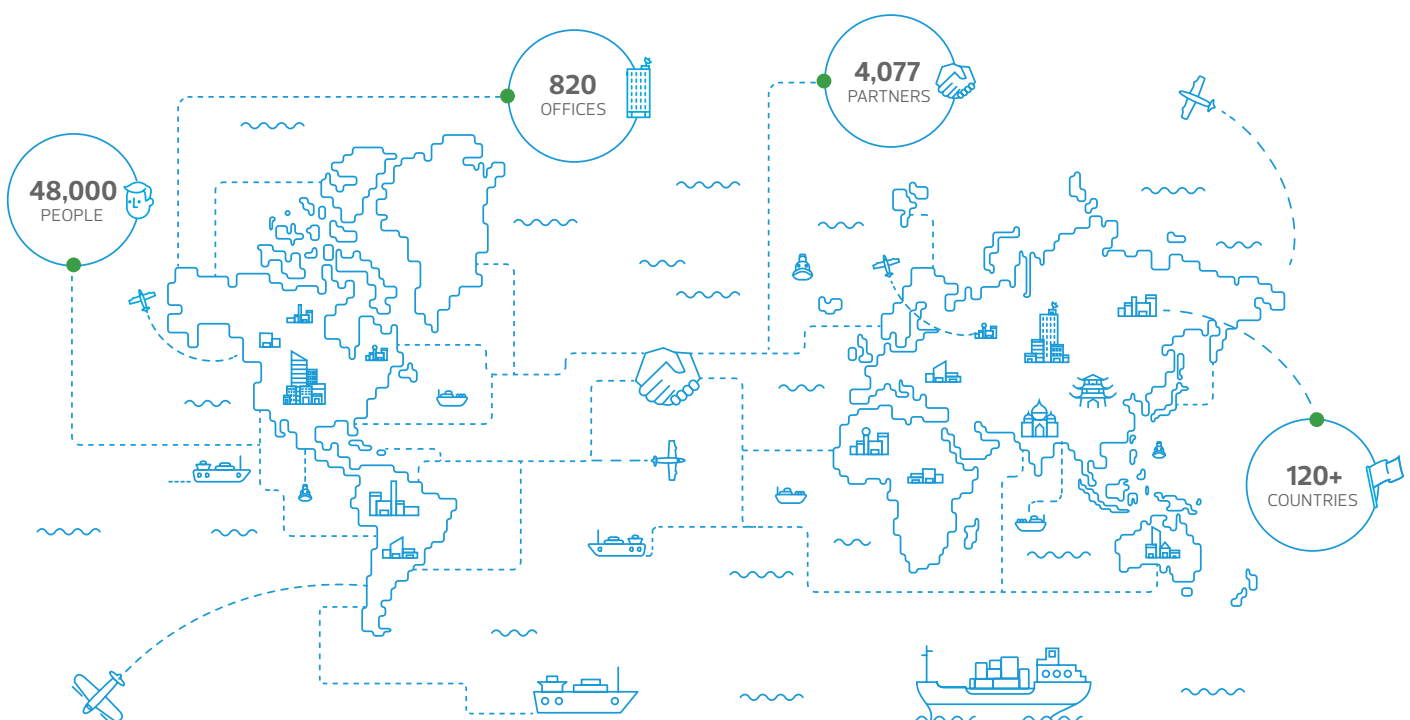 820
OFFICES
4,077
PARTNERS
48,000
PEOPLE
120+
COUNTRIES